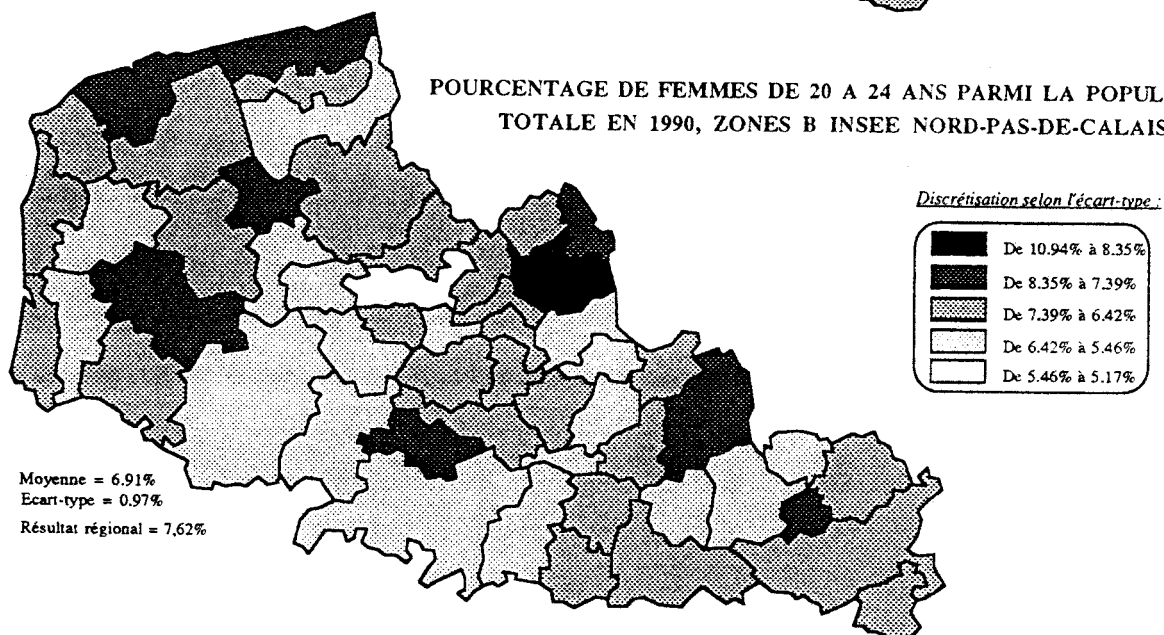 POURCENTAGE DE FEMMES DE 20 A 24 ANS PARMI LA POPUL
TOTALE EN 1990, ZONES B INSEE NORD-PAS-DE-CALAIS
Discrétisation selon l'écart-type :
De 10.94% à 8.35%
De 8.35% à 7.39%
De 7.39% à 6.42%
De 6.42% à 5.46%
De 5.46% à 5.17%
Moyenne = 6.91%
Ecart-type = 0.97%
Résultat régional = 7,62%